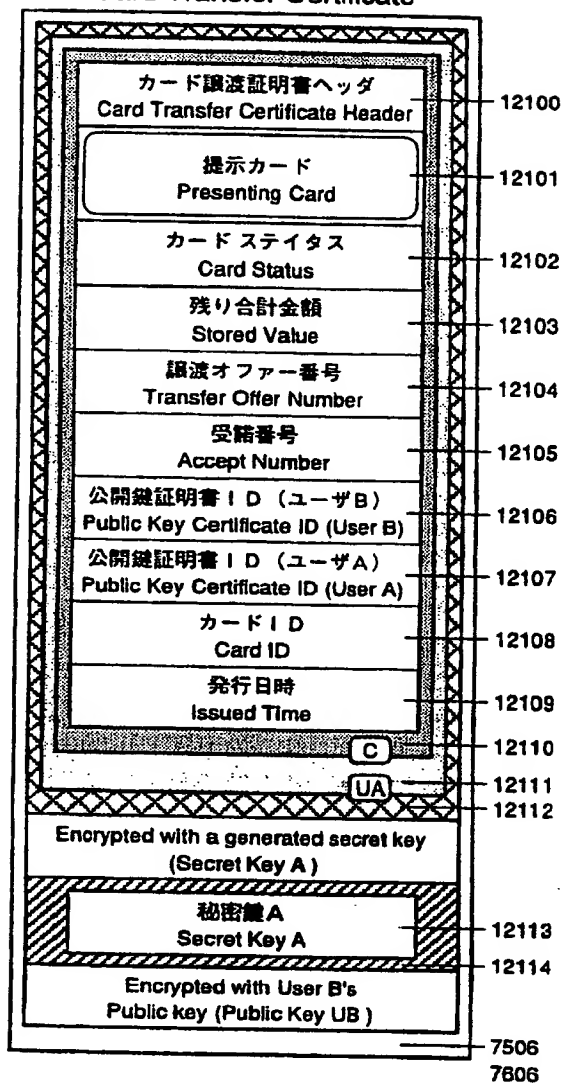 カード譲渡証明書ヘッダ
Card Transfer Certificate Header
12100
提示カード
Presenting Card
12101
カード ステイタス
Card Status
12102
残り合計金額
Stored Value
12103
譲渡オファー番号
Transfer Offer Number
12104
受諾番号
Accept Number
12105
公開鍵証明書ID(ユーザB)
Public Key Certificate ID (User B)
12106
公開鍵証明書ID(ユーザA)
Public Key Certificate ID (User A)
12107
カードID
Card ID
12108
発行日時
Issued Time
12109
C
12110
UA
12111
12112
Encrypted with a generated secret key
(Secret Key A )
秘密鍵A
Secret Key A
12113
12114
Encrypted with User B's
Public key (Public Key UB )
7506
7606